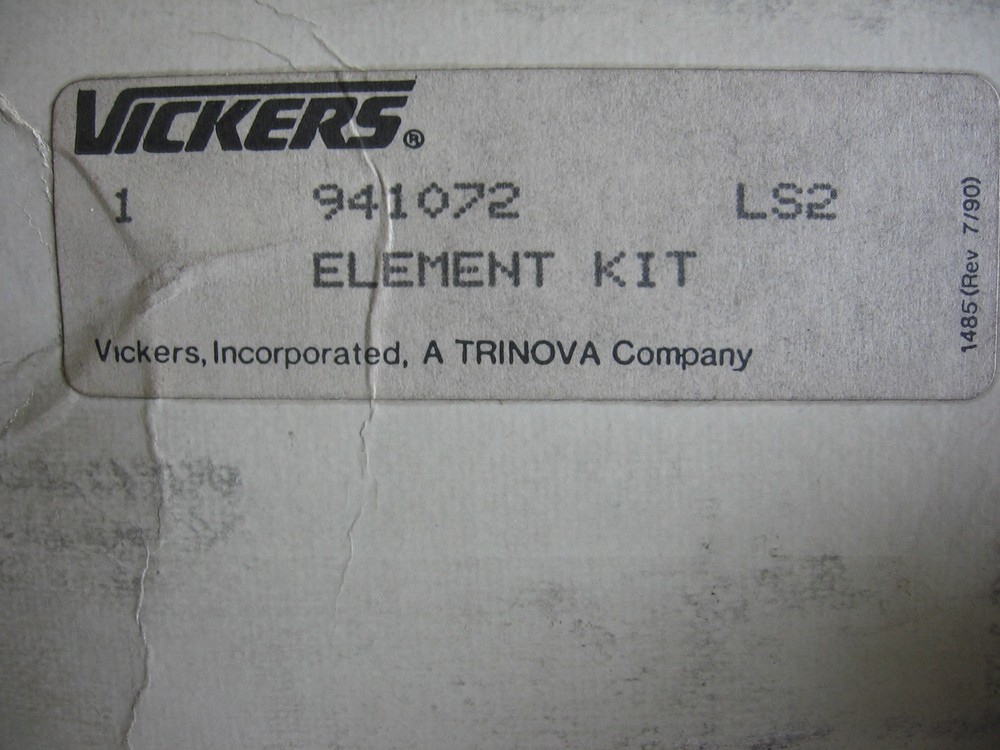 VICKERS®
1 941072 LS2
ELEMENT KIT
Vickers, Incorporated, A TRINOVA Company
1485 (Rev 7/90)